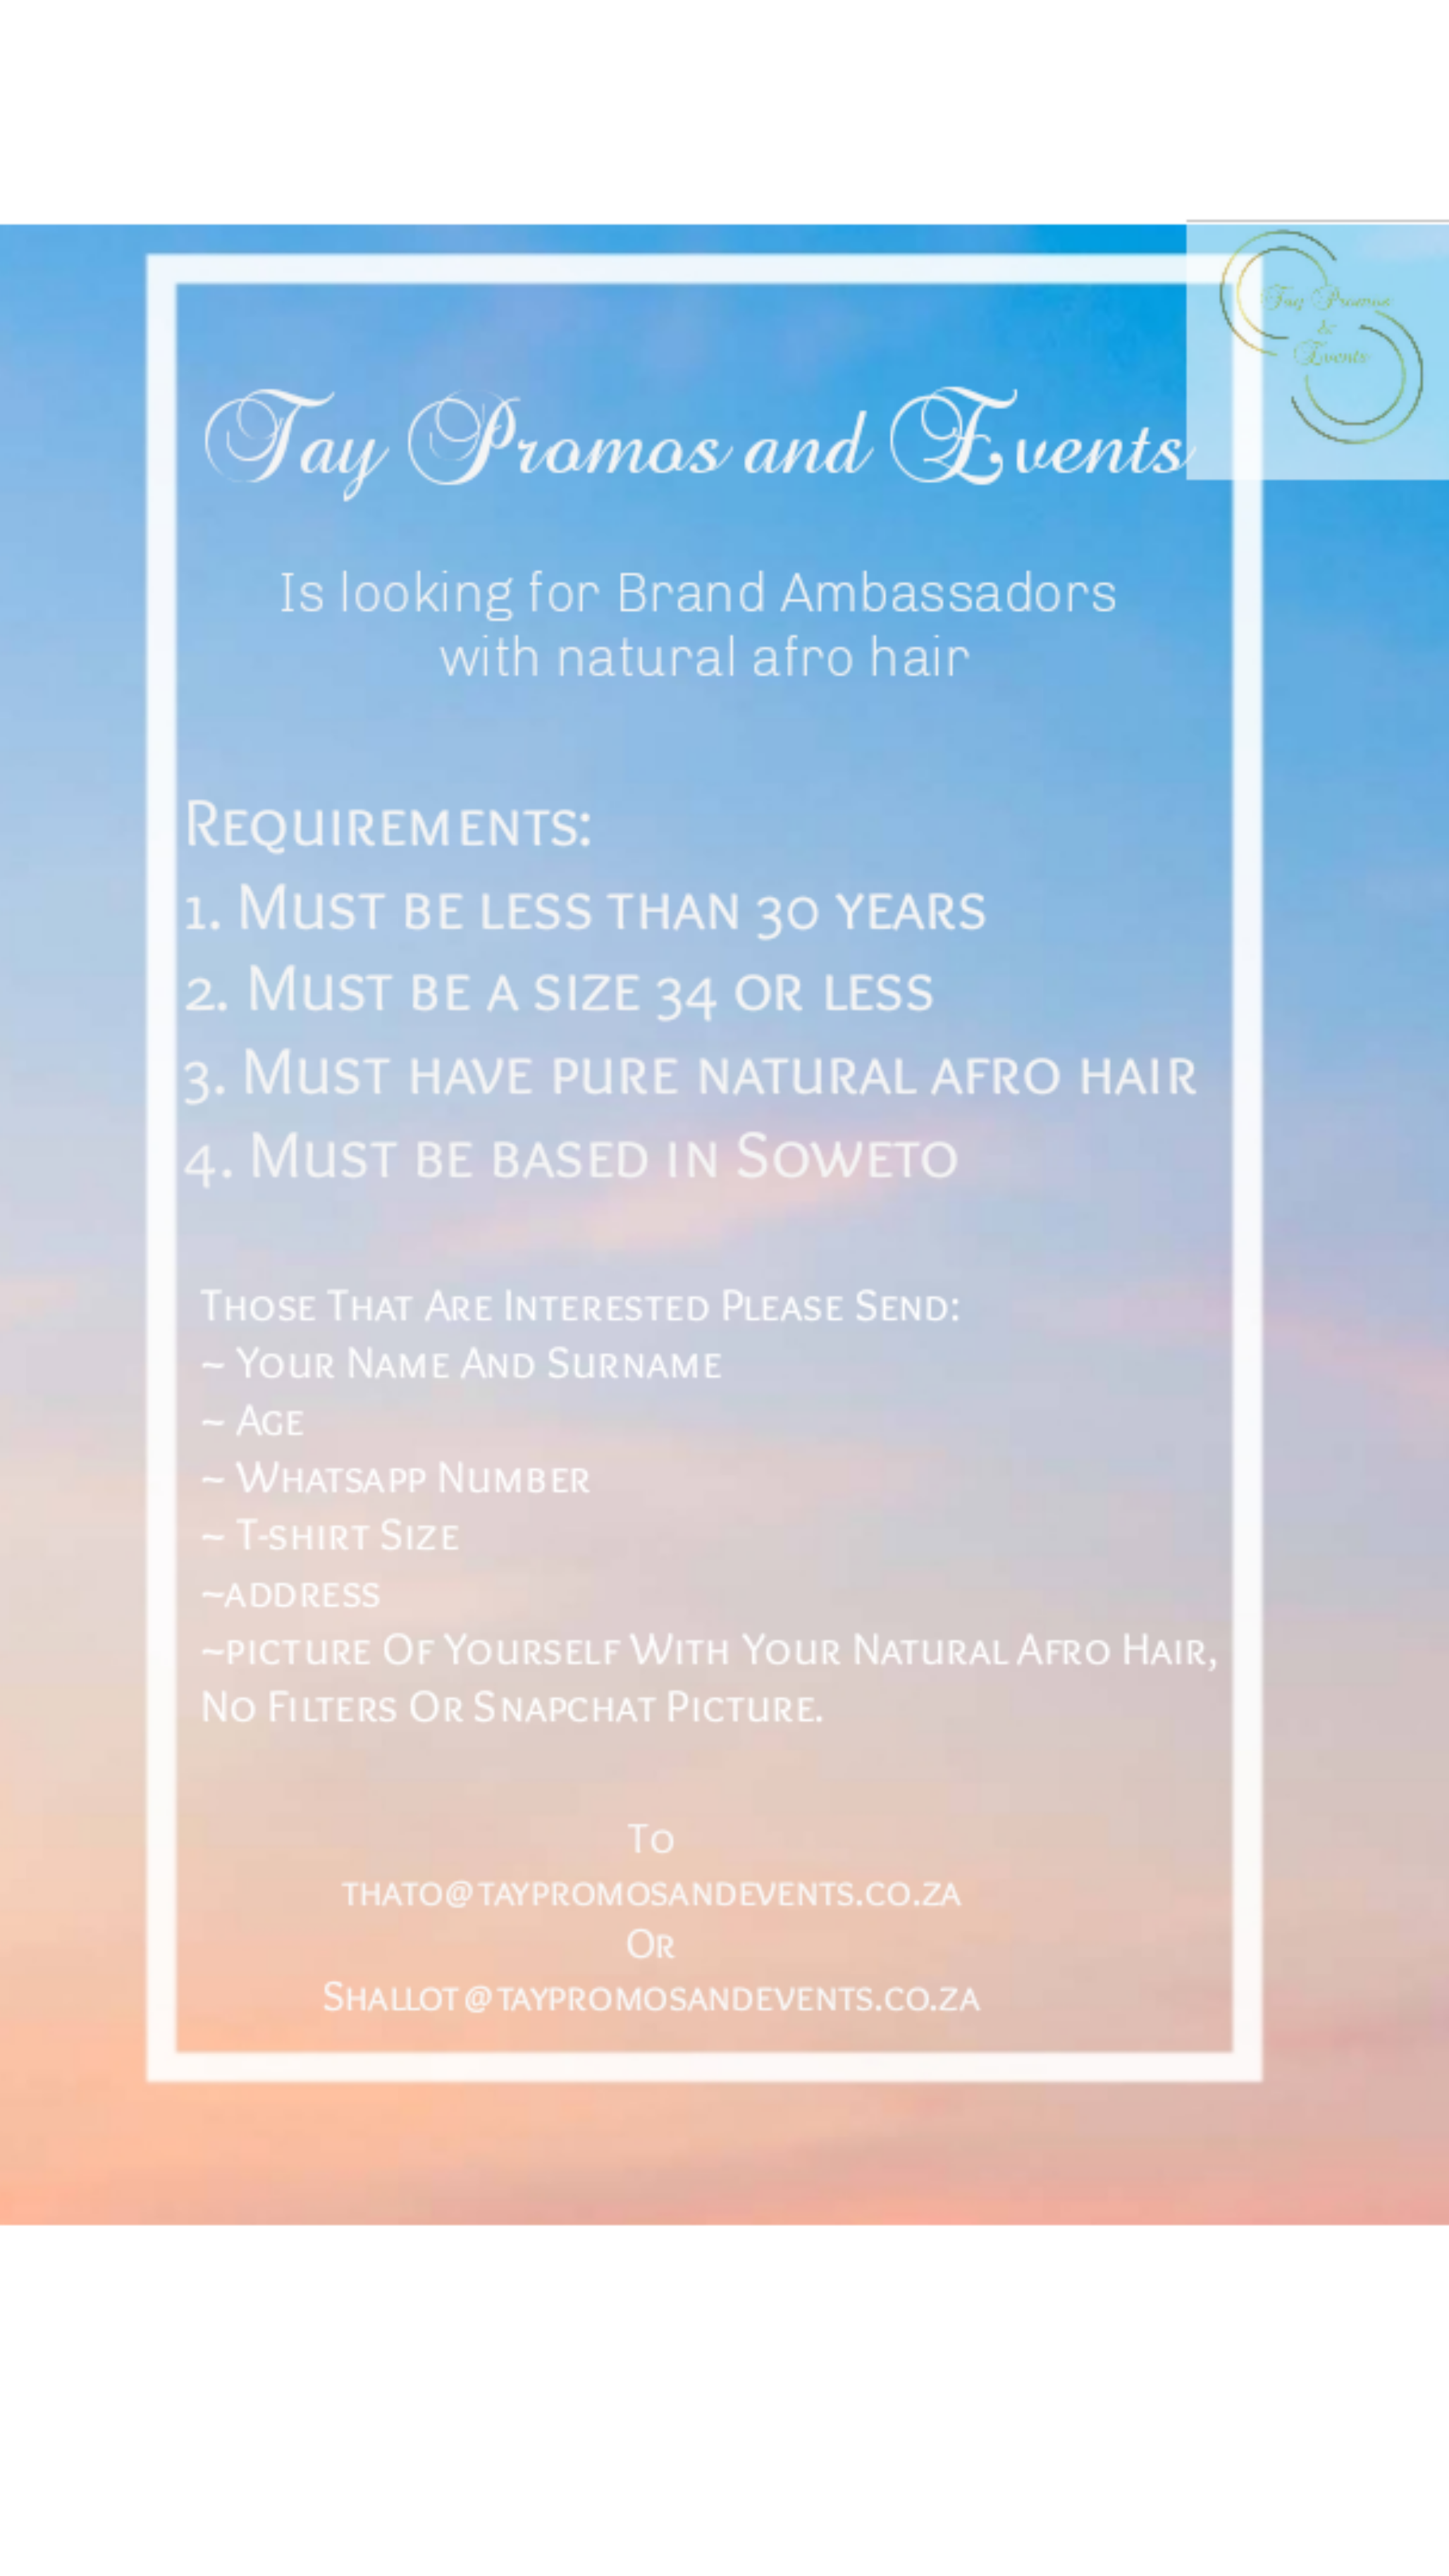 Tay Promos
&
Events
Tay Promos and Events
Is looking for Brand Ambassadors
with natural afro hair
Requirements:
1. Must be less than 30 years
2. Must be a size 34 or less
3. Must have pure natural afro hair
4. Must be based in Soweto
Those That Are Interested Please Send:
~ Your Name And Surname
~ Age
~ Whatsapp Number
~ T-shirt Size
~address
~picture Of Yourself With Your Natural Afro Hair,
No Filters Or Snapchat Picture.
To
thato@taypromosandevents.co.za
Or
Shallot@taypromosandevents.co.za